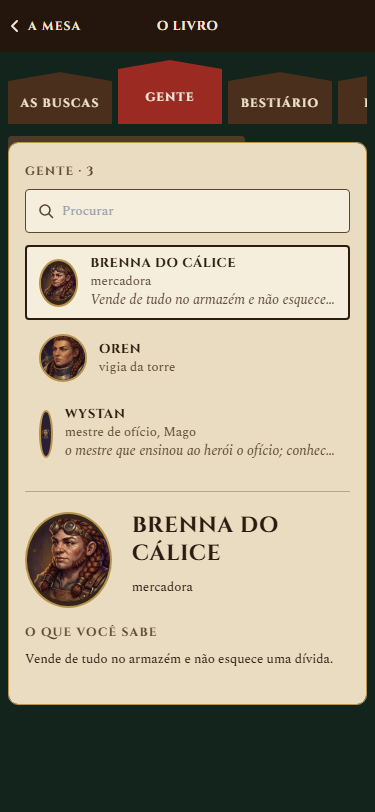 A MESA
O LIVRO
AS BUSCAS
GENTE
BESTIÁRIO
GENTE · 3
Procurar
BRENNA DO CÁLICE
mercadora
Vende de tudo no armazém e não esquece...
OREN
vigia da torre
WYSTAN
mestre de ofício, Mago
o mestre que ensinou ao herói o ofício; conhec...
BRENNA DO
CÁLICE
mercadora
O QUE VOCÊ SABE
Vende de tudo no armazém e não esquece uma dívida.